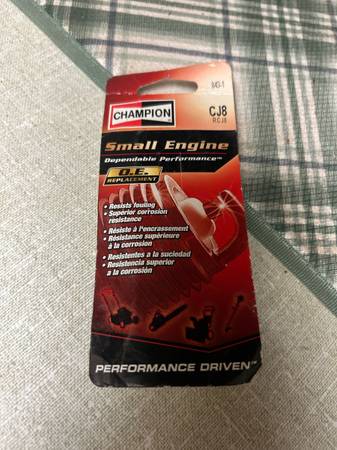 843-1
CHAMPION
CJ8
RCJ8
Small Engine
Dependable Performance™
O.E.
REPLACEMENT
• Resists fouling
• Superior corrosion
resistance
• Résiste à l'encrassement
• Résistance supérieure
à la corrosion
• Resistentes a la suciedad
• Resistencia superior
a la corrosión
PERFORMANCE DRIVEN™